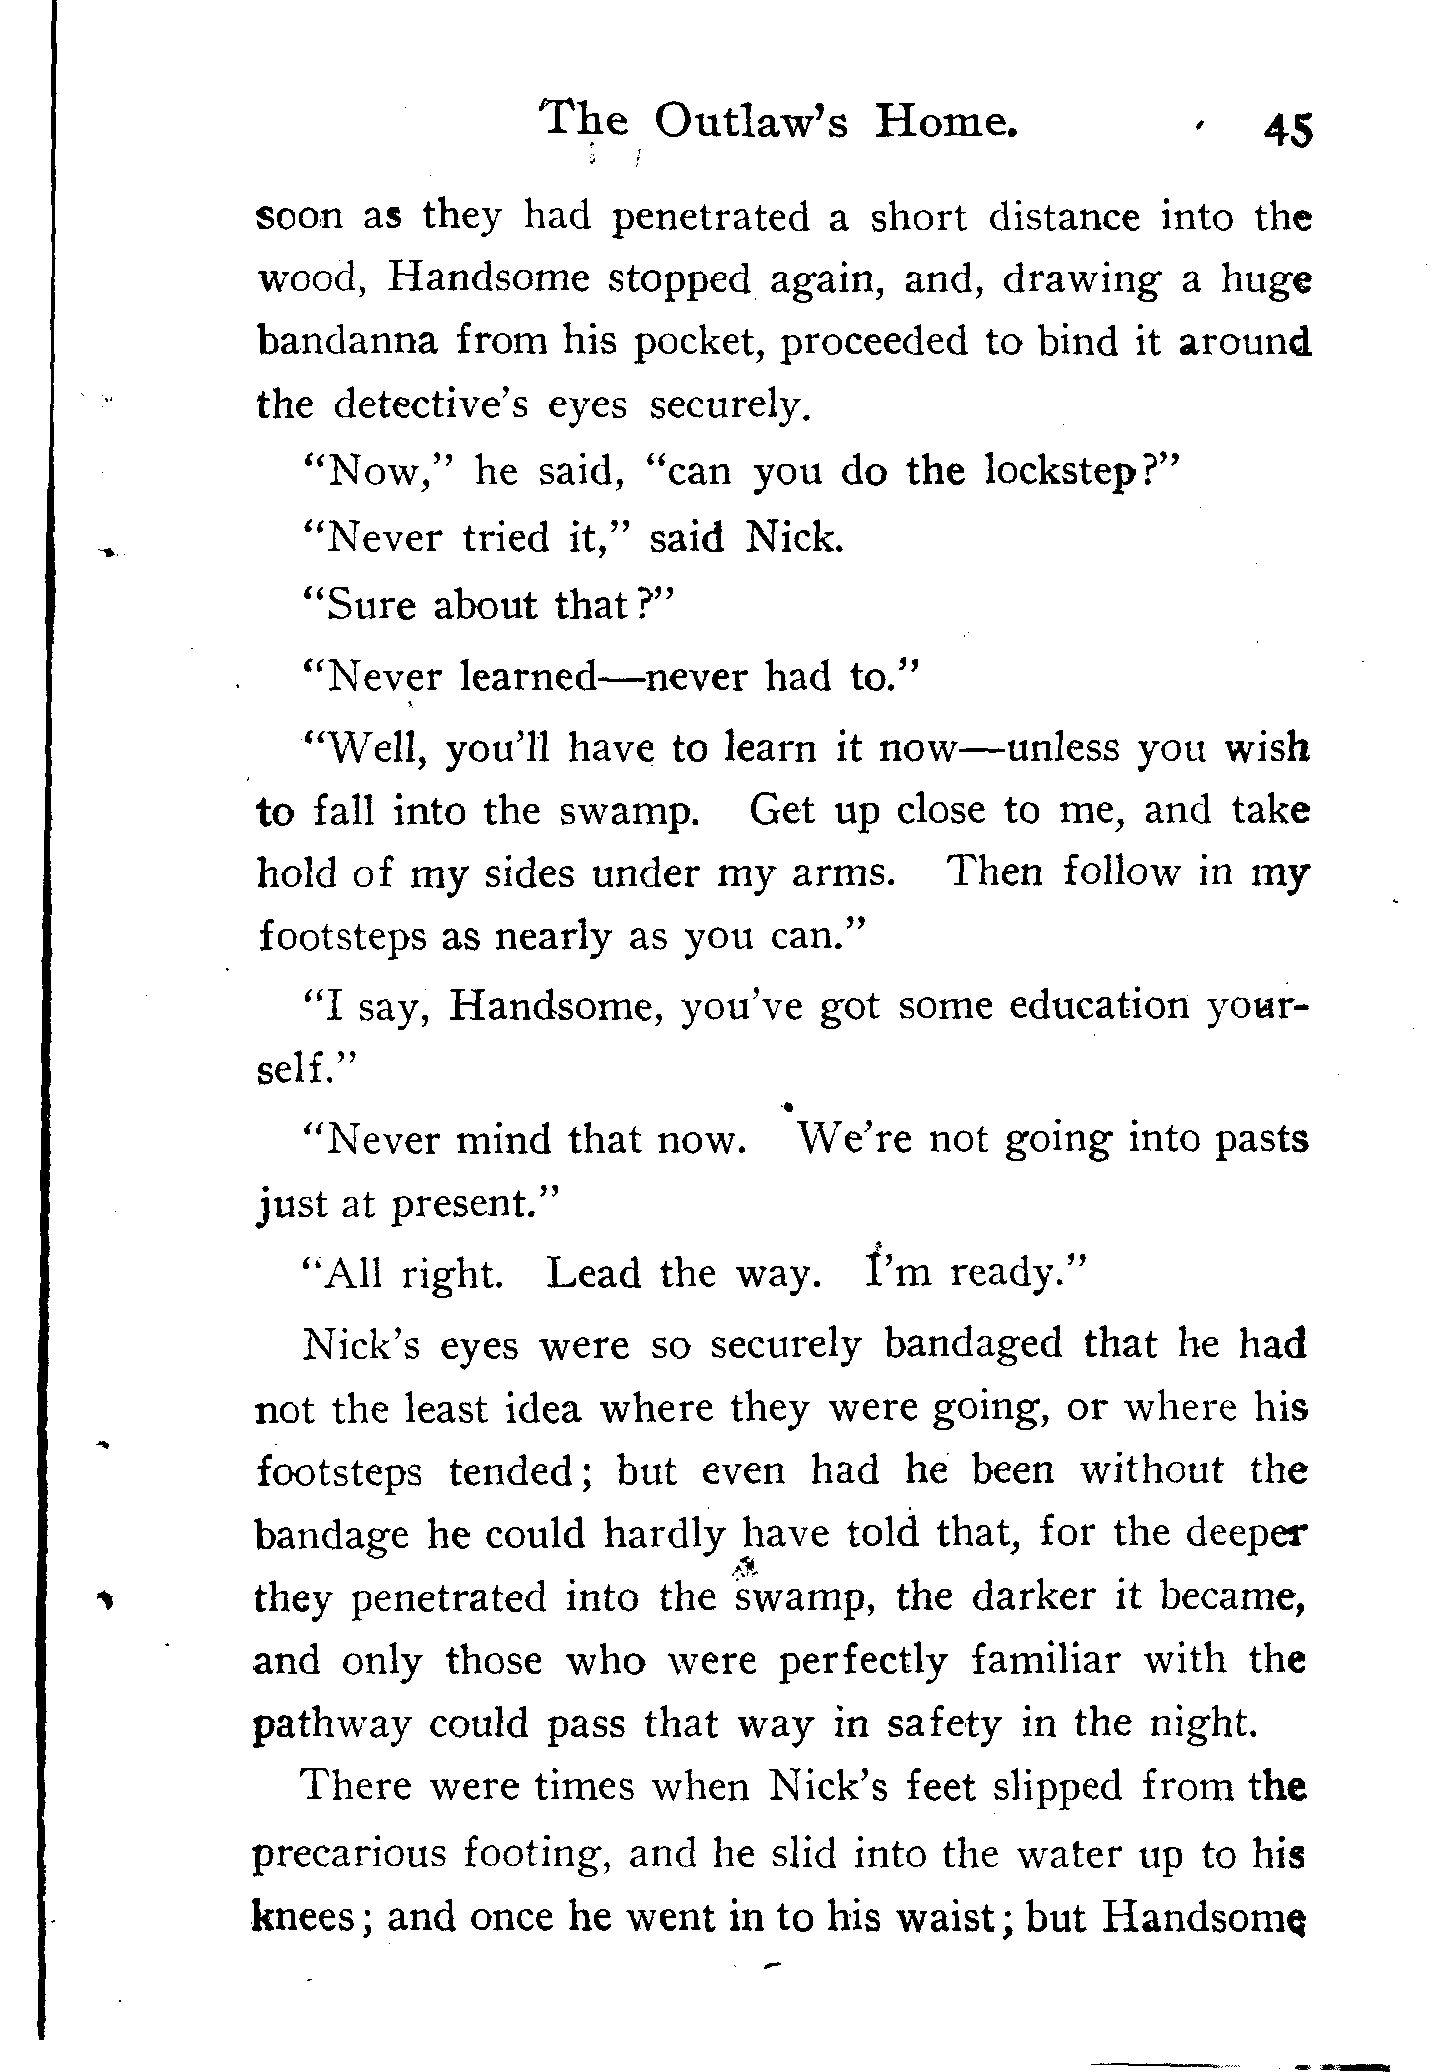 The Outlaw's Home. 45
soon as they had penetrated a short distance into the
wood, Handsome stopped again, and, drawing a huge
bandanna from his pocket, proceeded to bind it around
the detective's eyes securely.
"Now," he said, "can you do the lockstep?"
"Never tried it," said Nick.
"Sure about that?"
"Never learned—never had to."
"Well, you'll have to learn it now—unless you wish
to fall into the swamp. Get up close to me, and take
hold of my sides under my arms. Then follow in my
footsteps as nearly as you can."
"I say, Handsome, you've got some education your-
self."
"Never mind that now. We're not going into pasts
just at present."
"All right. Lead the way. I'm ready."
Nick's eyes were so securely bandaged that he had
not the least idea where they were going, or where his
footsteps tended; but even had he been without the
bandage he could hardly have told that, for the deeper
they penetrated into the swamp, the darker it became,
and only those who were perfectly familiar with the
pathway could pass that way in safety in the night.
There were times when Nick's feet slipped from the
precarious footing, and he slid into the water up to his
knees; and once he went in to his waist; but Handsome